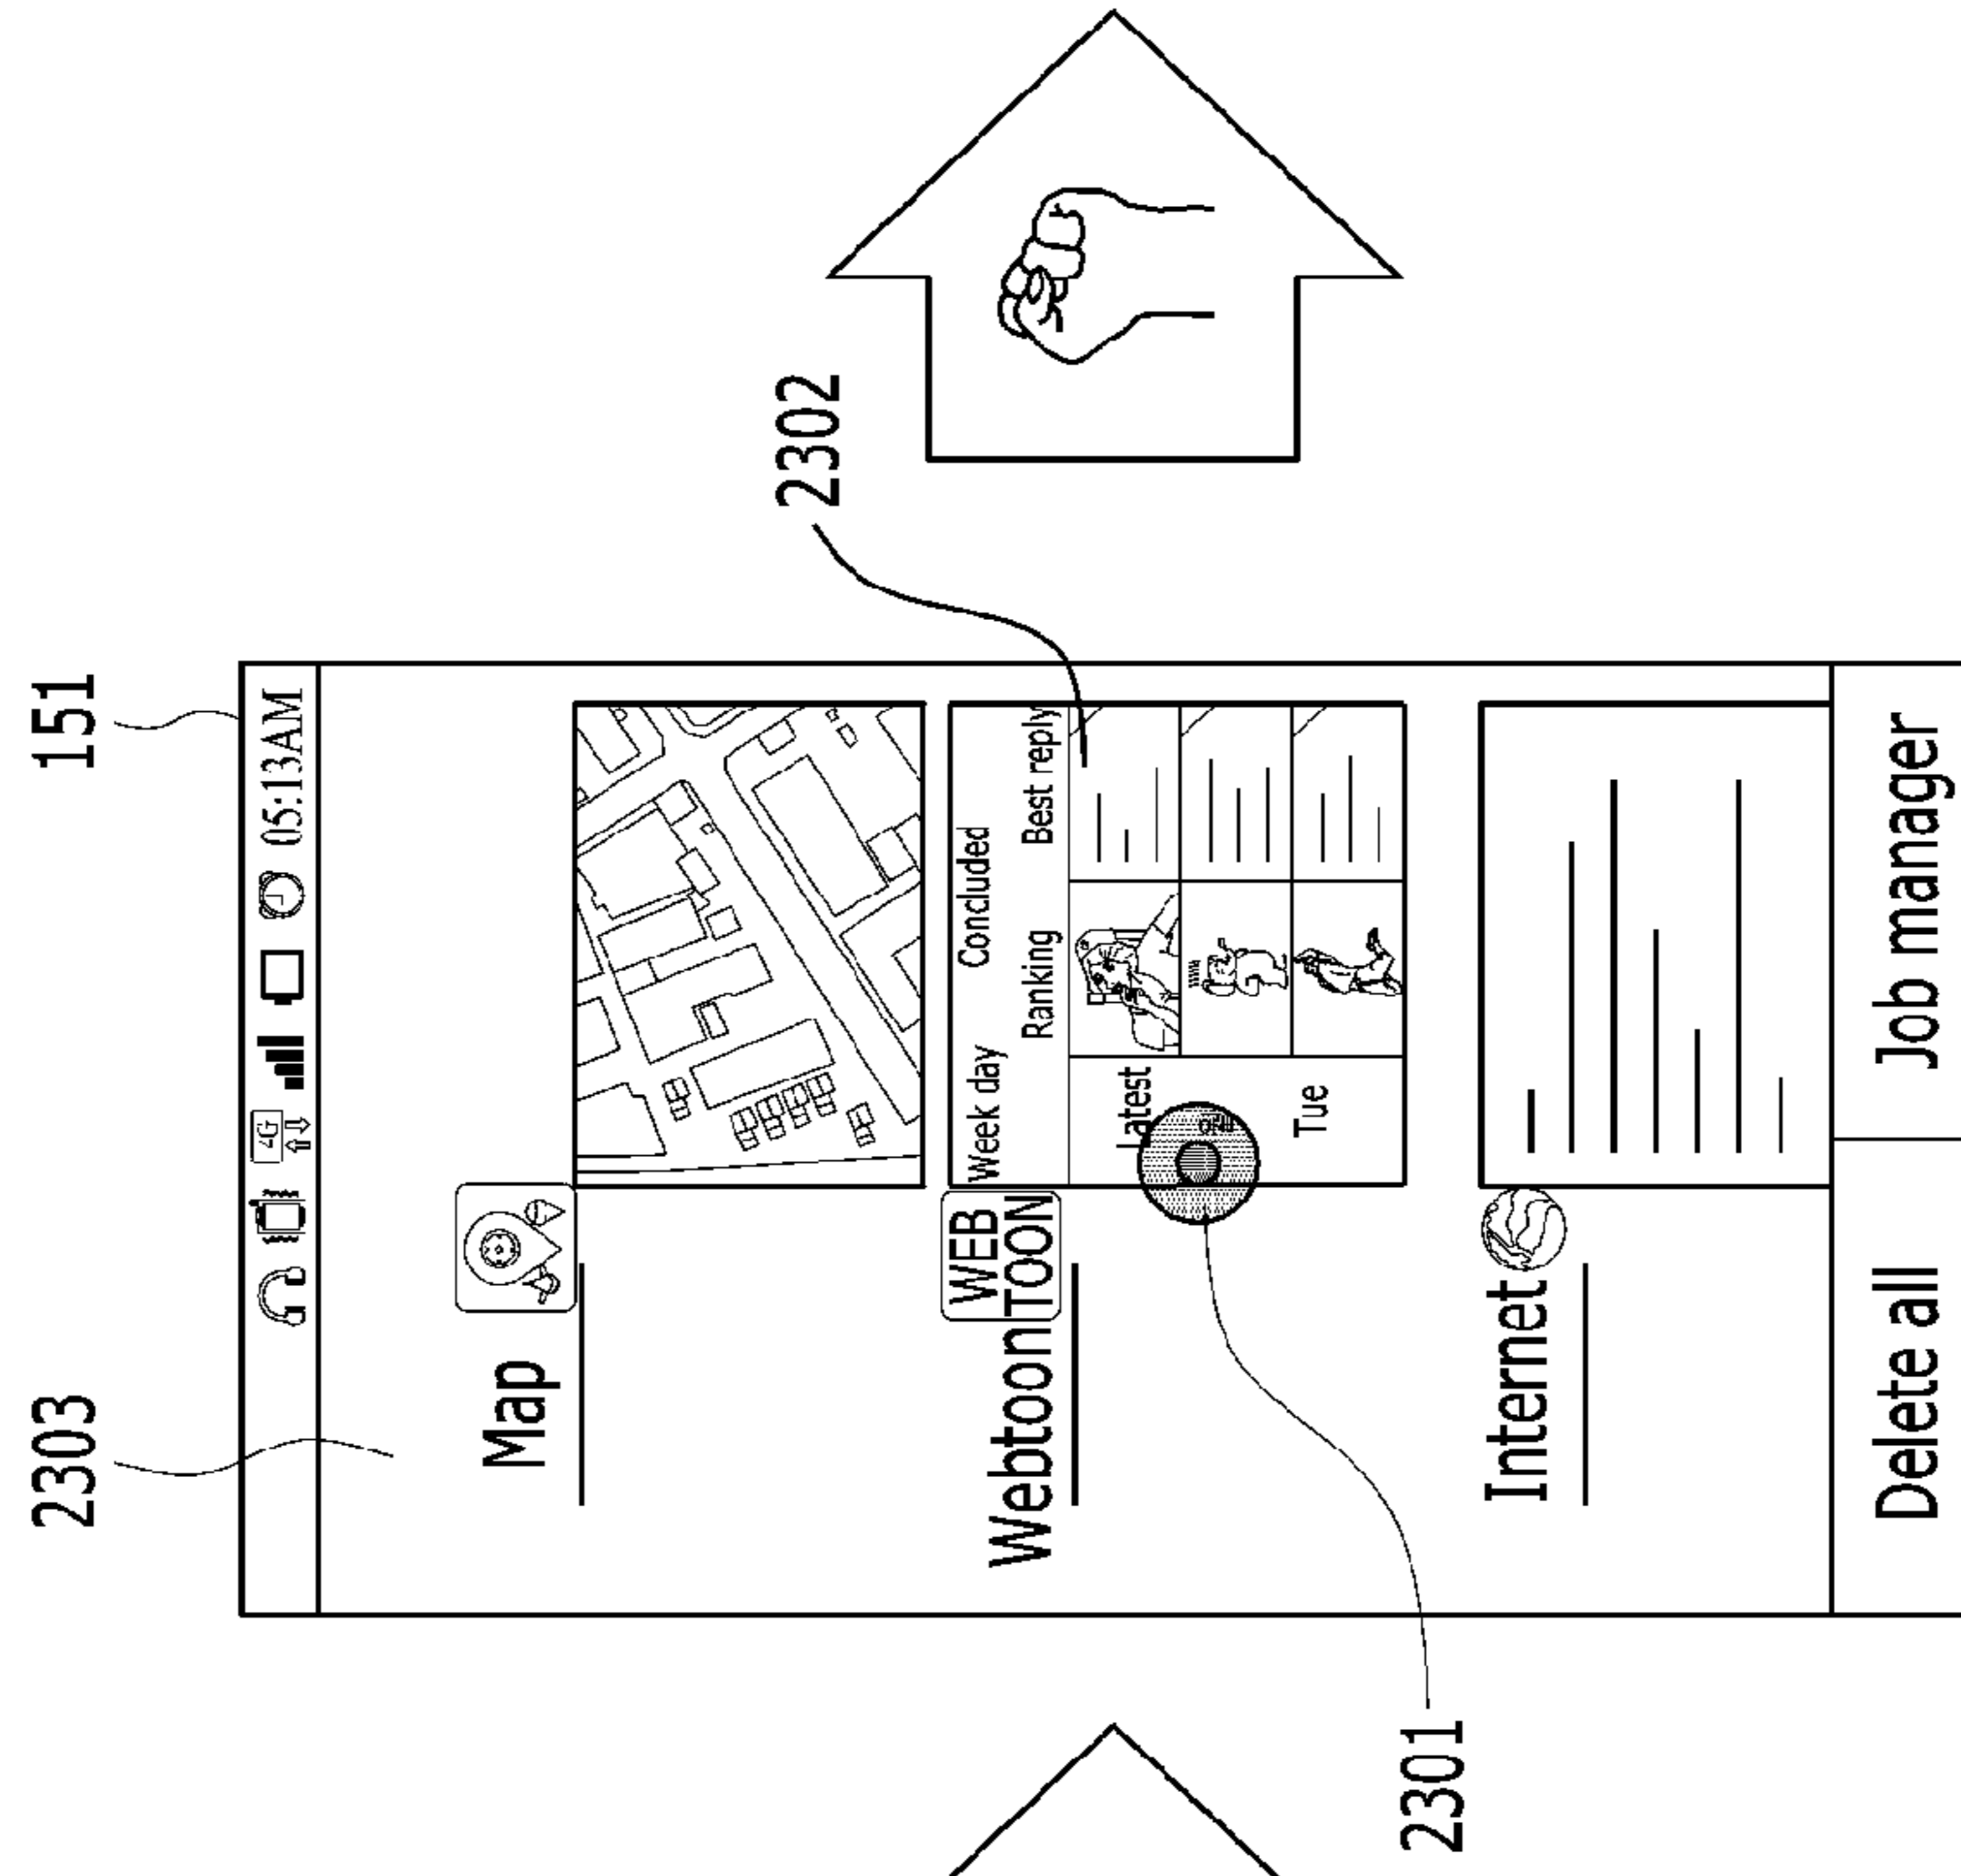 2303
151
4G
05:13AM
Map
WEB
TOON
Webtoon
Week day
Concluded
Ranking
Best reply
2302
Latest
Tue
2301
Internet
Delete all
Job manager